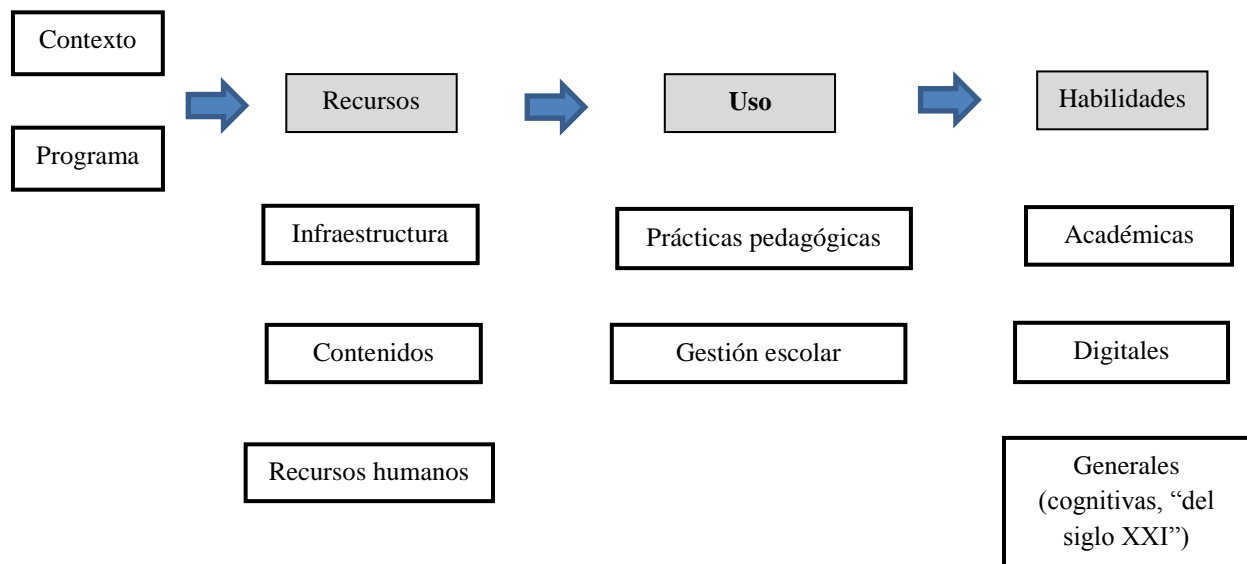 Contexto
Programa
Recursos
Uso
Habilidades
Infraestructura
Prácticas pedagógicas
Académicas
Contenidos
Gestión escolar
Digitales
Recursos humanos
Generales
(cognitivas, “del
siglo XXI”)